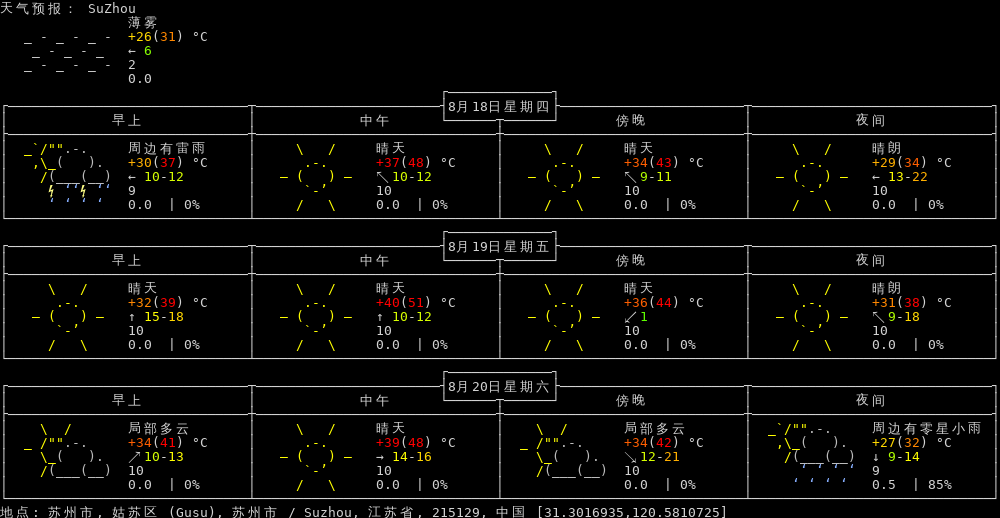 天气预报: SuZhou
薄雾
+26(31) °C
← 6
2
0.0
8月18日星期四
早上 中午 傍晚 夜间
周边有雷雨 晴天 晴天 晴朗
+30(37) °C +37(48) °C +34(43) °C +29(34) °C
← 10-12 ↖ 10-12 ↖ 9-11 ← 13-22
9 10 10 10
0.0 | 0% 0.0 | 0% 0.0 | 0% 0.0 | 0%
8月19日星期五
早上 中午 傍晚 夜间
晴天 晴天 晴天 晴朗
+32(39) °C +40(51) °C +36(44) °C +31(38) °C
↑ 15-18 ↑ 10-12 ↙ 1 ↖ 9-18
10 10 10 10
0.0 | 0% 0.0 | 0% 0.0 | 0% 0.0 | 0%
8月20日星期六
早上 中午 傍晚 夜间
局部多云 晴天 局部多云 周边有零星小雨
+34(41) °C +39(48) °C +34(42) °C +27(32) °C
↗ 10-13 → 14-16 ↘ 12-21 ↓ 9-14
10 10 10 9
0.0 | 0% 0.0 | 0% 0.0 | 0% 0.5 | 85%
地点: 苏州市, 姑苏区 (Gusu), 苏州市 / Suzhou, 江苏省, 215129, 中国 [31.3016935,120.5810725]